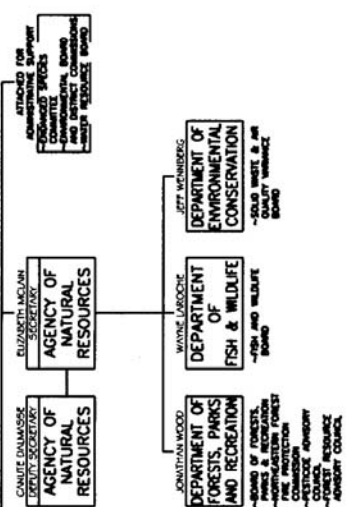 CANUTE DALMASSE
DEPUTY SECRETARY
AGENCY OF
NATURAL
RESOURCES
ELIZABETH MCLAIN
SECRETARY
AGENCY OF
NATURAL
RESOURCES
ATTACHED FOR
ADMINISTRATIVE SUPPORT
~ENDANGED SPECIES
COMMITTEE
~ENVIRONMENTAL BOARD
AND DISTRICT COMMISSIONS
~WATER RESOURCE BOARD
JONATHAN WOOD
DEPARTMENT OF
FORESTS, PARKS
AND RECREATION
~BOARD OF FORESTS,
PARKS & RECREATION
~NORTHEASTERN FOREST
FIRE PROTECTION
COMMISSION
~PESTICIDE ADVISORY
COUNCIL
~FOREST RESOURCE
ADVISORY COUNCIL
WAYNE LAROCHE
DEPARTMENT
OF
FISH & WILDLIFE
~FISH AND WILDLIFE
BOARD
JEFF WENNBERG
DEPARTMENT OF
ENVIRONMENTAL
CONSERVATION
~SOLID WASTE & AIR
QUALITY VARIANCE
BOARD